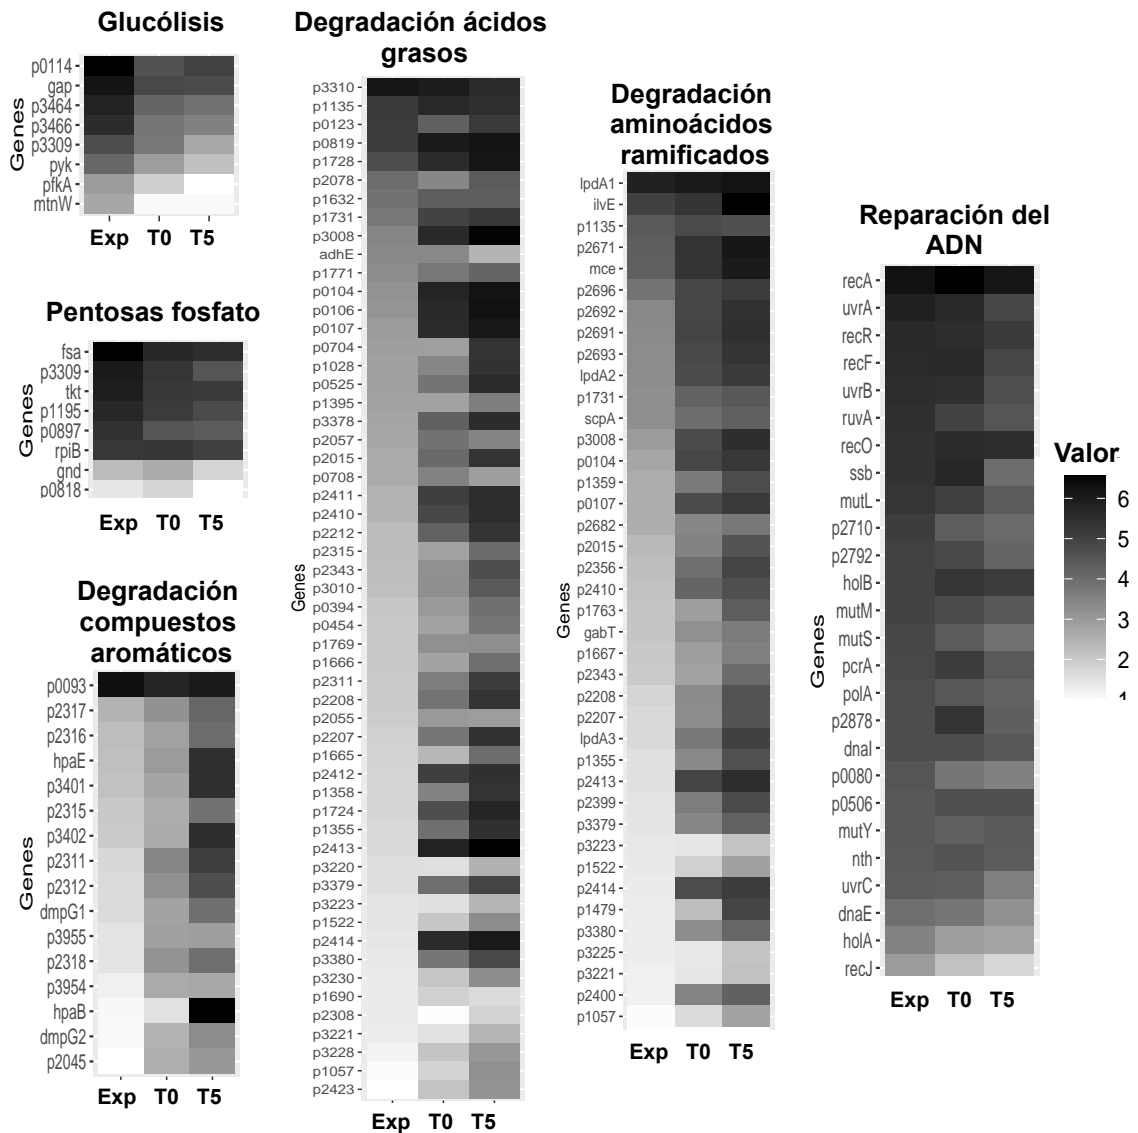 Glucólisis
Genes
p0114
gap
p3464
p3466
p3309
pyk
pfkA
mtnW
Exp T0 T5
Pentosas fosfato
Genes
fsa
p3309
tkt
p1195
p0897
rpiB
gnd
p0818
Exp T0 T5
Degradación
compuestos
aromáticos
Genes
p0093
p2317
p2316
hpaE
p3401
p2315
p3402
p2311
p2312
dmpG1
p3955
p2318
p3954
hpaB
dmpG2
p2045
Exp T0 T5
Degradación ácidos
grasos
Genes
p3310
p1135
p0123
p0819
p1728
p2078
p1632
p1731
p3008
adhE
p1771
p0104
p0106
p0107
p0704
p1028
p0525
p1395
p3378
p2057
p2015
p0708
p2411
p2410
p2212
p2315
p2343
p3010
p0394
p0454
p1769
p1666
p2311
p2208
p2055
p2207
p1665
p2412
p1358
p1724
p1355
p2413
p3220
p3379
p3223
p1522
p2414
p3380
p3230
p1690
p2308
p3221
p3228
p1057
p2423
Exp T0 T5
Degradación
aminoácidos
ramificados
Genes
lpdA1
ilvE
p1135
p2671
mce
p2696
p2692
p2691
p2693
lpdA2
p1731
scpA
p3008
p0104
p1359
p0107
p2682
p2015
p2356
p2410
p1763
gabT
p1667
p2343
p2208
p2207
lpdA3
p1355
p2413
p2399
p3379
p3223
p1522
p2414
p1479
p3380
p3225
p3221
p2400
p1057
Exp T0 T5
Reparación del
ADN
Genes
recA
uvrA
recR
recF
uvrB
ruvA
recO
ssb
mutL
p2710
p2792
holB
mutM
mutS
pcrA
polA
p2878
dnaI
p0080
p0506
mutY
nth
uvrC
dnaE
holA
recJ
Exp T0 T5
Valor
6
5
4
3
2
1